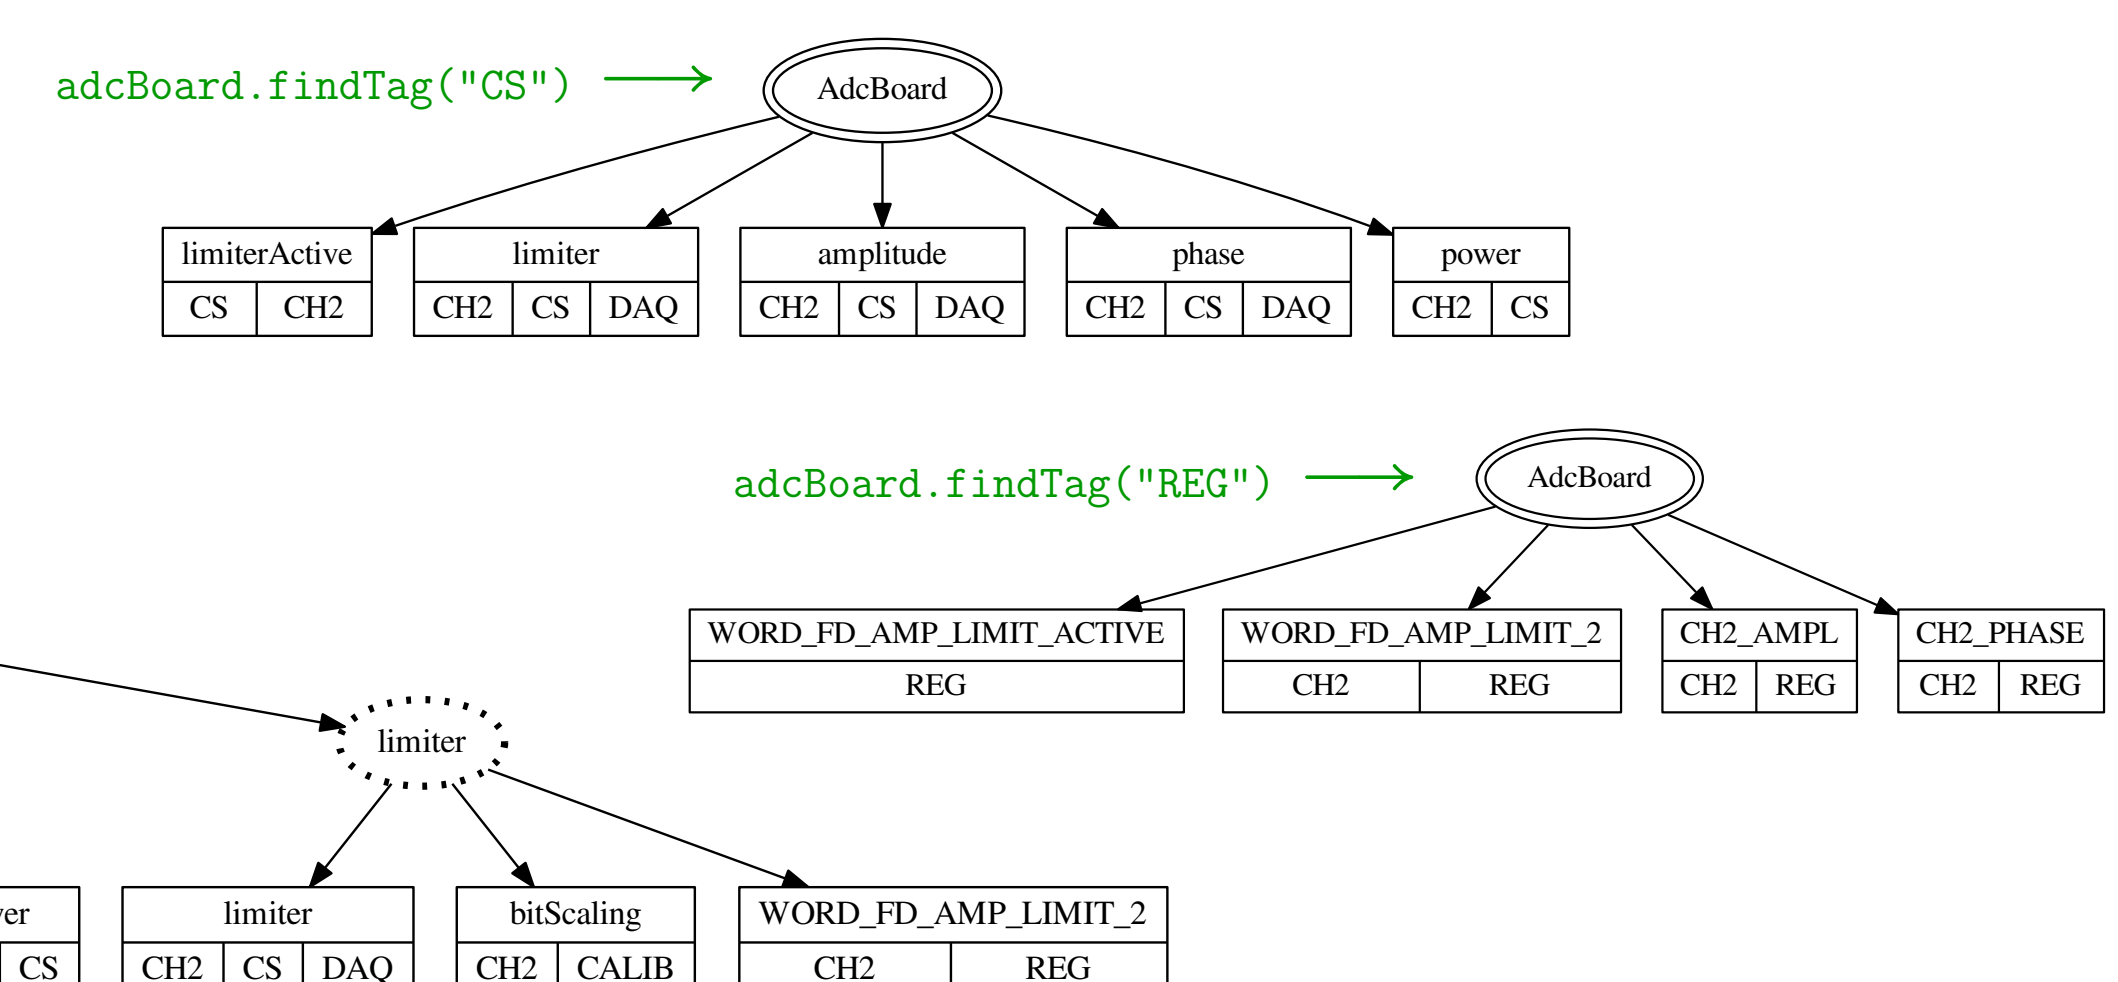 adcBoard.findTag("CS")
AdcBoard
limiterActive
CS CH2
limiter
CH2 CS DAQ
amplitude
CH2 CS DAQ
phase
CH2 CS DAQ
power
CH2 CS
adcBoard.findTag("REG")
AdcBoard
WORD_FD_AMP_LIMIT_ACTIVE
REG
WORD_FD_AMP_LIMIT_2
CH2 REG
CH2_AMPL
CH2 REG
CH2_PHASE
CH2 REG
limiter
CS
limiter
CH2 CS DAQ
bitScaling
CH2 CALIB
WORD_FD_AMP_LIMIT_2
CH2 REG